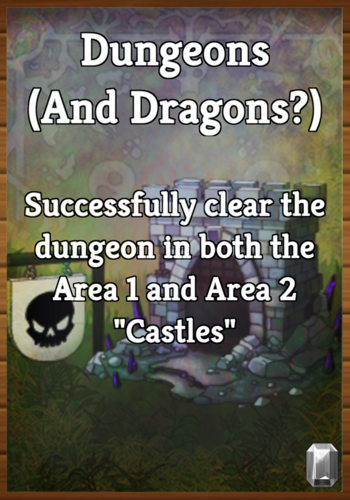 Dungeons
(And Dragons?)
Successfully clear the
dungeon in both the
Area 1 and Area 2
"Castles"